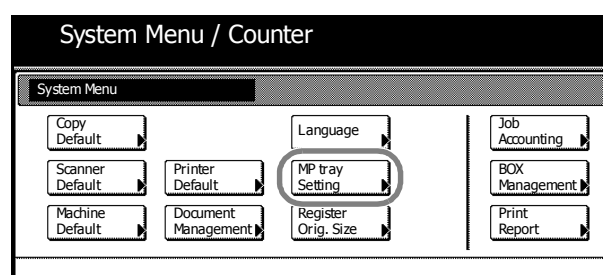 System Menu / Counter
System Menu
Copy
Default
Language
Job
Accounting
Scanner
Default
Printer
Default
MP tray
Setting
BOX
Management
Machine
Default
Document
Management
Register
Orig. Size
Print
Report